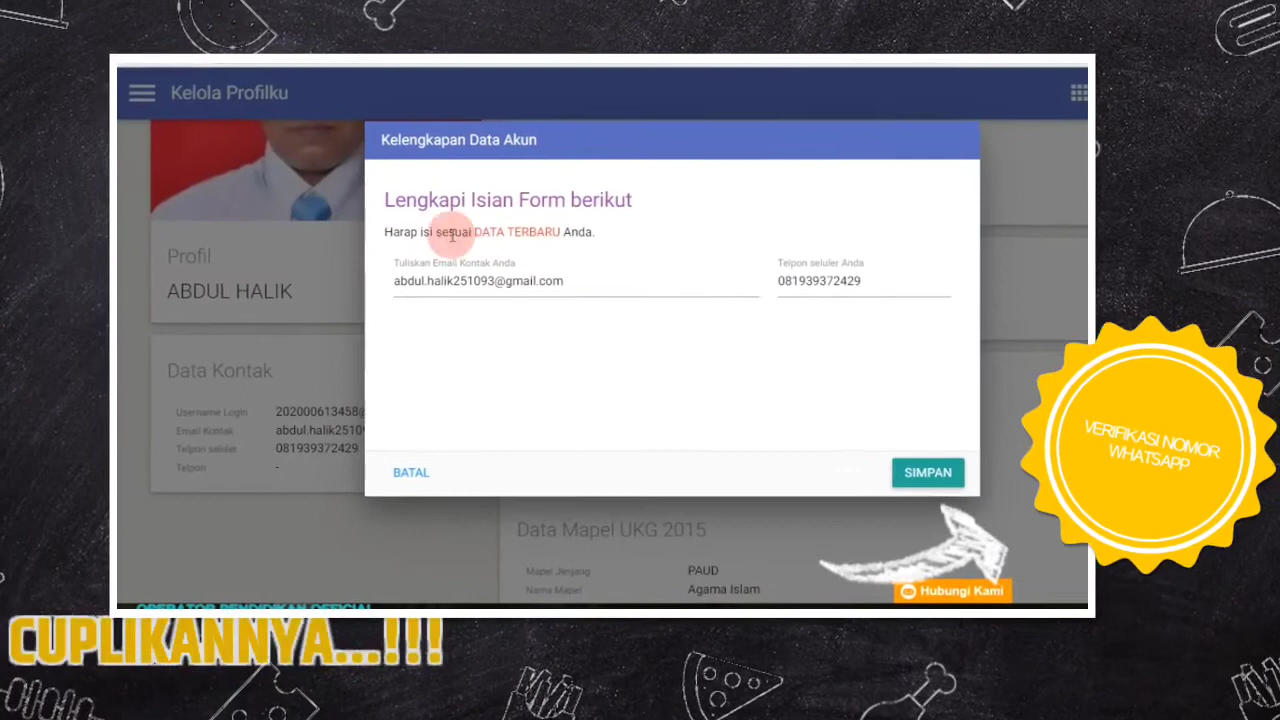 Kelola Profilku
Kelengkapan Data Akun
Lengkapi Isian Form berikut
Harap isi sesuai DATA TERBARU Anda.
Tuliskan Email Kontak Anda
abdul.halik251093@gmail.com
Telpon seluler Anda
081939372429
BATAL
SIMPAN
Profil
ABDUL HALIK
Data Kontak
Username Login 202000613458@
Email Kontak abdul.halik2510
Telpon seluler 081939372429
Telpon -
Data Mapel UKG 2015
Mapel Jenjang PAUD
Nama Mapel Agama Islam
Hubungi Kami
VERIFIKASI NOMOR
WHATSAPP
OPERATOR PENDIDIKAN OFFICIAL
CUPLIKANNYA...!!!